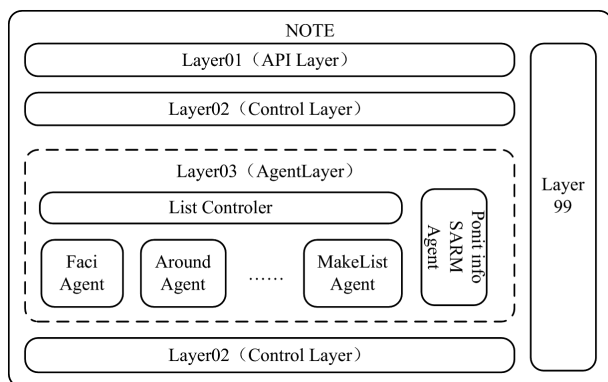 NOTE
Layer01（API Layer）
Layer02（Control Layer）
Layer03（AgentLayer）
List Controler
Faci
Agent
Around
Agent
……
MakeList
Agent
Ponit info
SARM
Agent
Layer02（Control Layer）
Layer
99